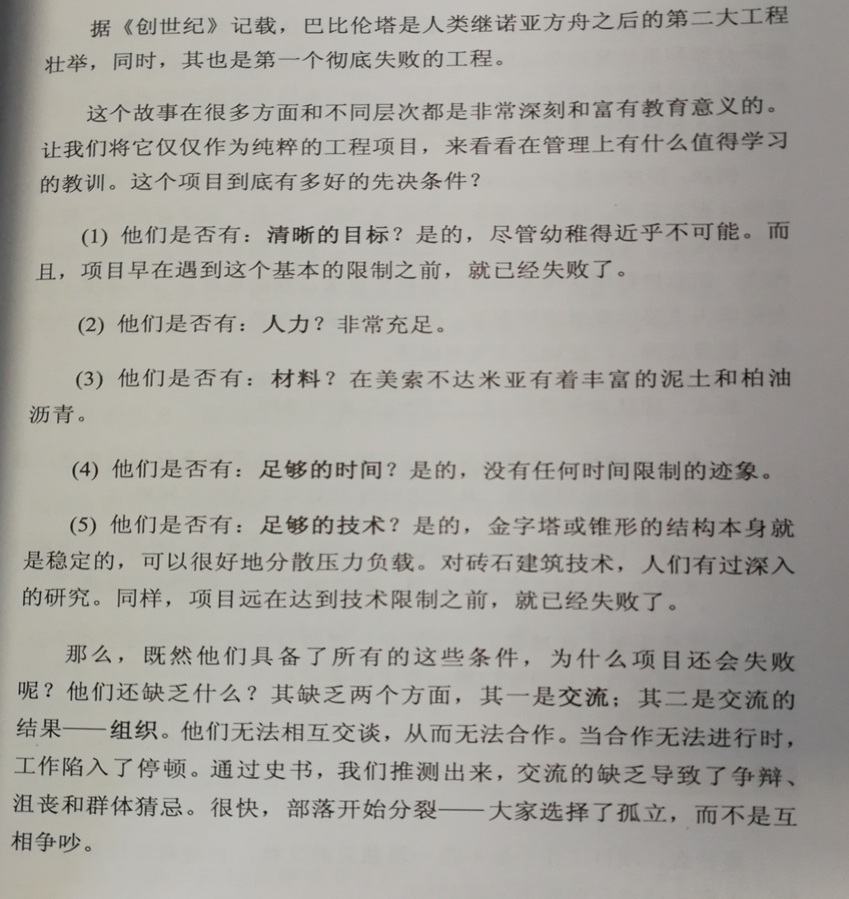 据《创世纪》记载，巴比伦塔是人类继诺亚方舟之后的第二大工程
壮举，同时，其也是第一个彻底失败的工程。
这个故事在很多方面和不同层次都是非常深刻和富有教育意义的。
让我们将它仅仅作为纯粹的工程项目，来看看在管理上有什么值得学习
的教训。这个项目到底有多好的先决条件？
(1) 他们是否有：清晰的目标？是的，尽管幼稚得近乎不可能。而
且，项目早在遇到这个基本的限制之前，就已经失败了。
(2) 他们是否有：人力？非常充足。
(3) 他们是否有：材料？在美索不达米亚有着丰富的泥土和柏油
沥青。
(4) 他们是否有：足够的时间？是的，没有任何时间限制的迹象。
(5) 他们是否有：足够的技术？是的，金字塔或锥形的结构本身就
是稳定的，可以很好地分散压力负载。对砖石建筑技术，人们有过深入
的研究。同样，项目远在达到技术限制之前，就已经失败了。
那么，既然他们具备了所有的这些条件，为什么项目还会失败
呢？他们还缺乏什么？其缺乏两个方面，其一是交流；其二是交流的
结果——组织。他们无法相互交谈，从而无法合作。当合作无法进行时，
工作陷入了停顿。通过史书，我们推测出来，交流的缺乏导致了争辩、
沮丧和群体猜忌。很快，部落开始分裂——大家选择了孤立，而不是互
相争吵。